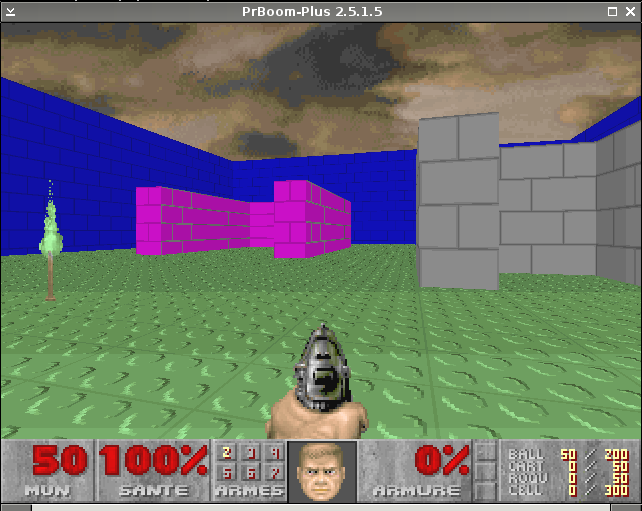 PrBoom-Plus 2.5.1.5
50 100% 2 3 4 0% BALL 50 / 200
5 6 7 CART 0 / 50
ROQU 0 / 50
MUN SANTE ARMES ARMURE CELL 0 / 300